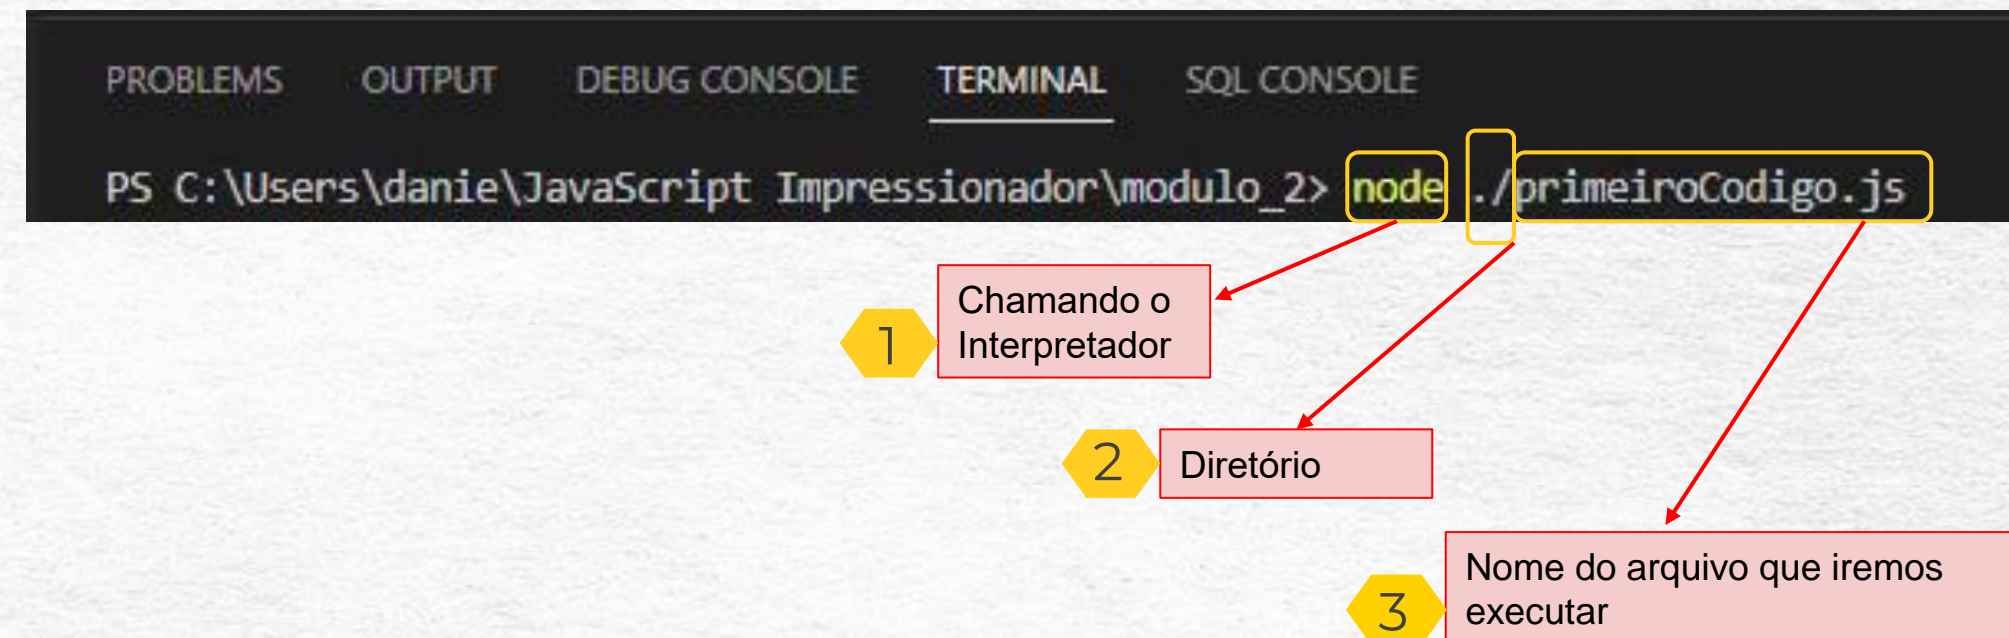 PROBLEMS OUTPUT DEBUG CONSOLE TERMINAL SQL CONSOLE
PS C:\Users\danie\JavaScript Impressionador\modulo_2> node ./primeiroCodigo.js
1
Chamando o
Interpretador
2
Diretório
3
Nome do arquivo que iremos
executar